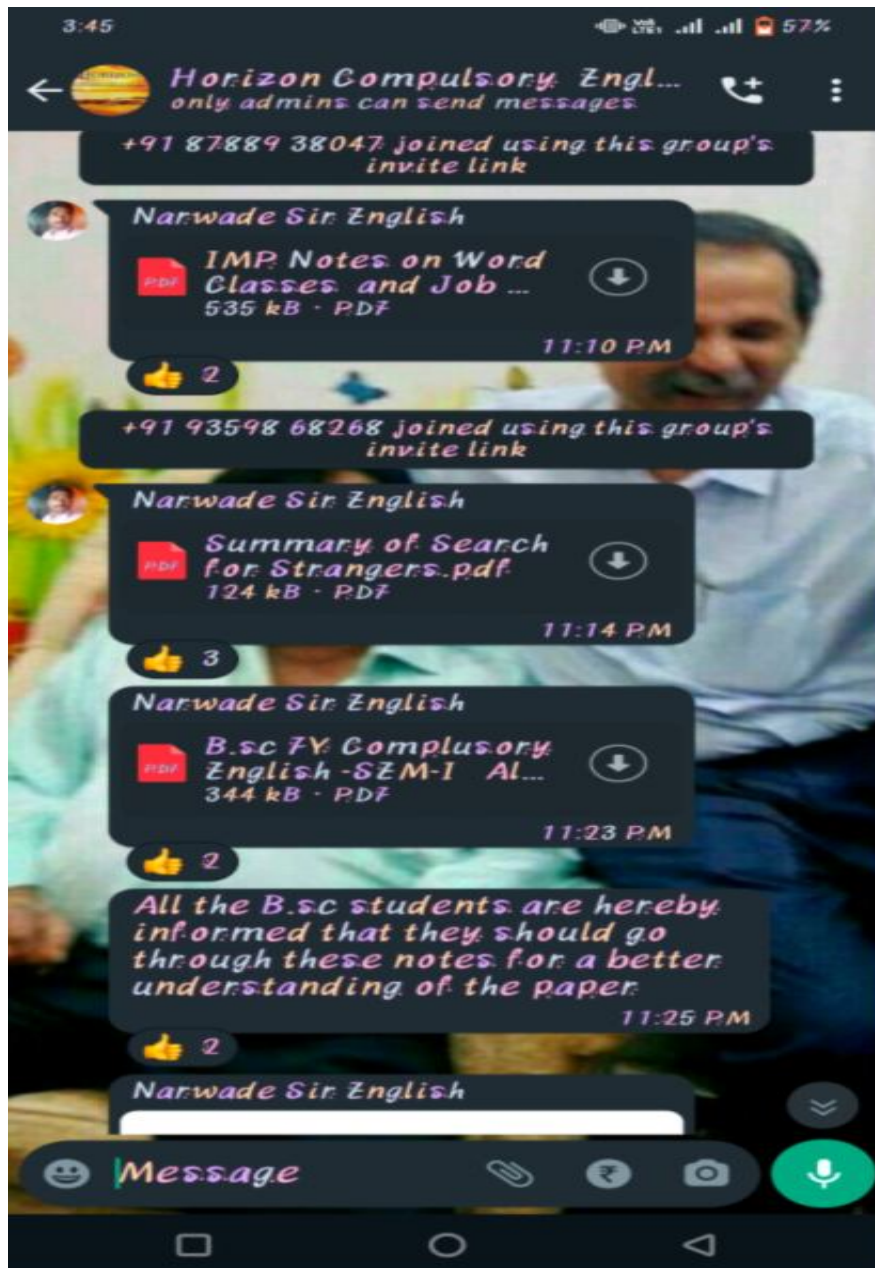 3:45
57%
Horizon Compulsory Engl...
only admins can send messages
+91 87889 38047 joined using this group's
invite link
Narwade Sir English
IMP Notes on Word
Classes and Job ...
535 kB · PDF
11:10 PM
2
+91 93598 68268 joined using this group's
invite link
Narwade Sir English
Summary of Search
for Strangers.pdf
124 kB · PDF
11:14 PM
3
Narwade Sir English
B.sc FY Complusory
English -SEM-I Al...
344 kB · PDF
11:23 PM
2
All the B.sc students are hereby
informed that they should go
through these notes for a better
understanding of the paper
11:25 PM
2
Narwade Sir English
Message